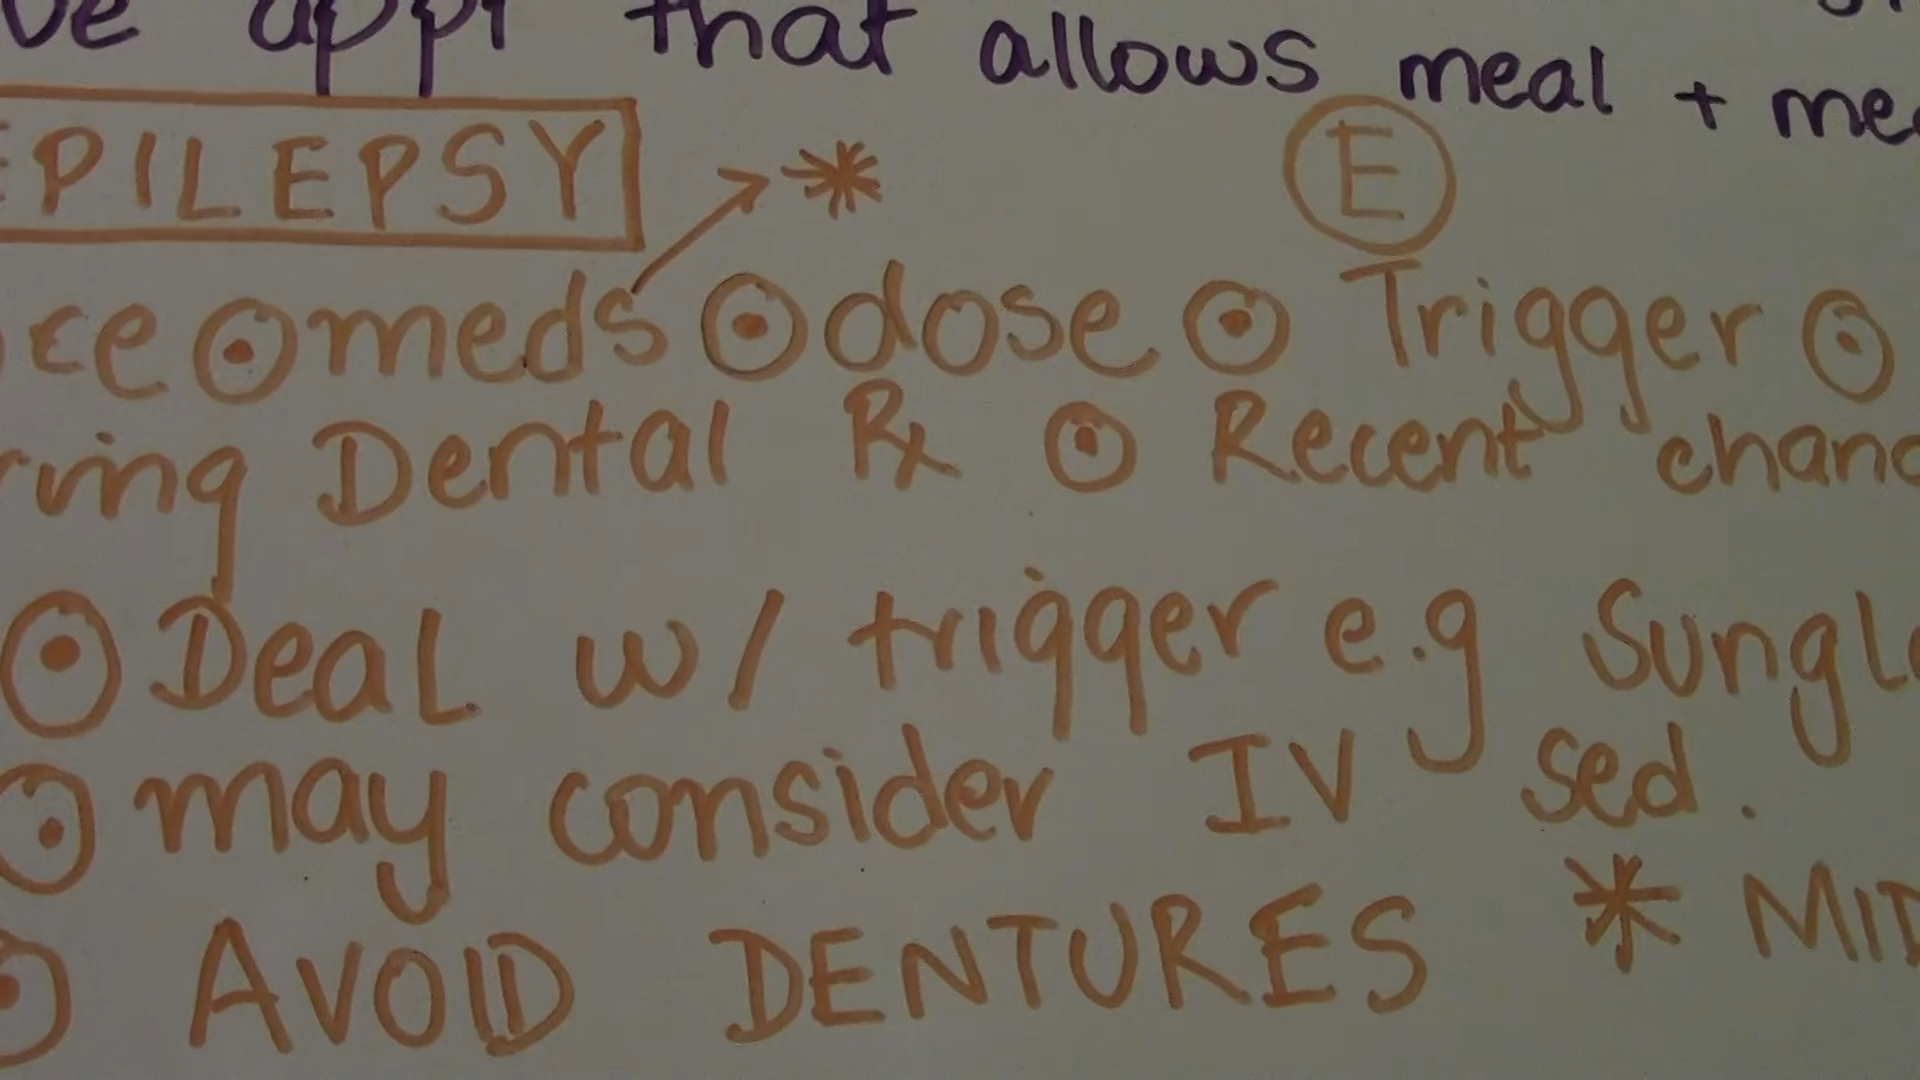 appt that allows meal + me
EPILEPSY * E
meds dose Trigger
Dental Rx Recent
Deal w/ trigger e.g
may consider IV sed.
AVOID DENTURES *